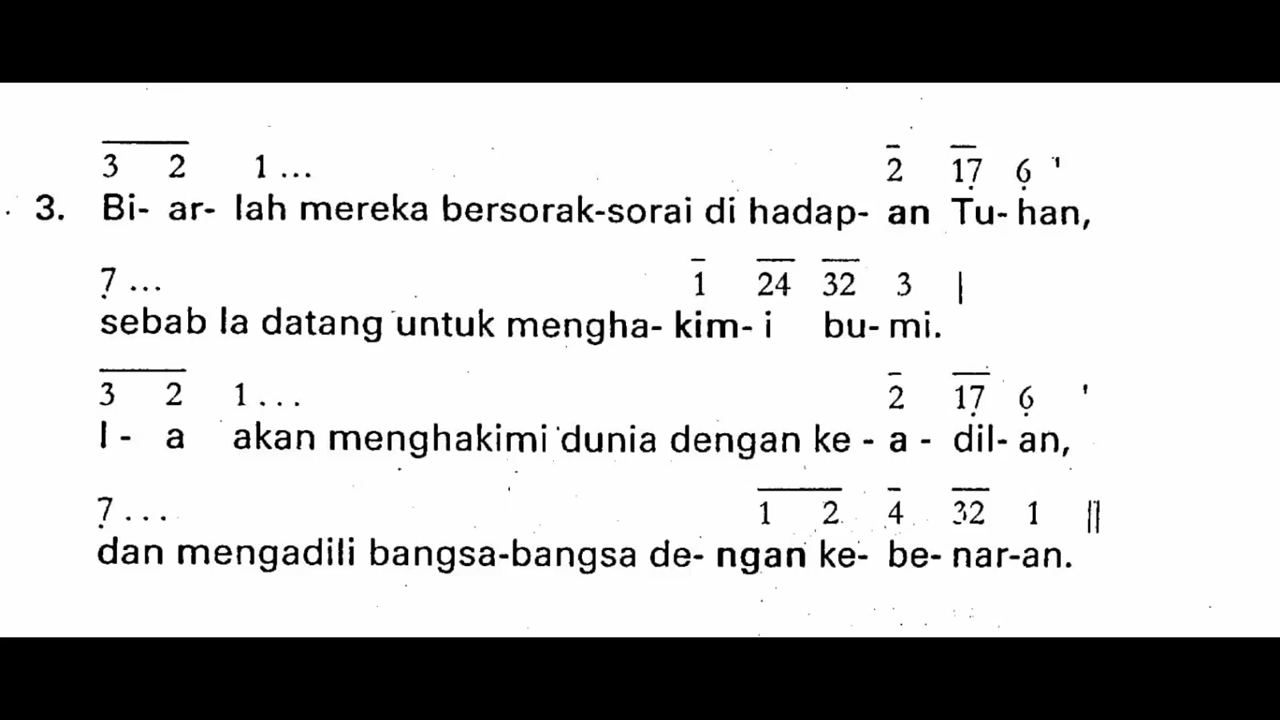 3 2 1 ... 2 17 6 '
3. Bi- ar- lah mereka bersorak-sorai di hadap- an Tu- han,
7 ... 1 24 32 3 |
sebab Ia datang untuk mengha- kim- i bu- mi.
3 2 1 ... 2 17 6 '
I - a akan menghakimi dunia dengan ke - a - dil- an,
7 ... 1 2 4 32 1 ||
dan mengadili bangsa-bangsa de- ngan ke- be- nar-an.